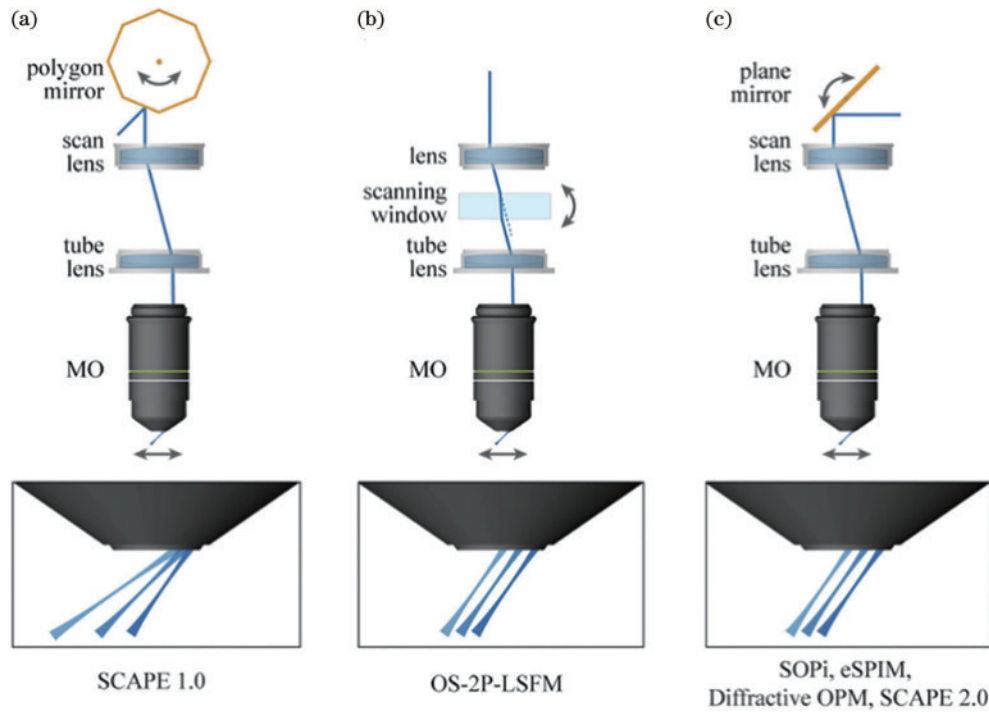 (a)
polygon
mirror
scan
lens
tube
lens
MO
SCAPE 1.0
(b)
lens
scanning
window
tube
lens
MO
OS-2P-LSFM
(c)
plane
mirror
scan
lens
tube
lens
MO
SOPi, eSPIM,
Diffractive OPM, SCAPE 2.0